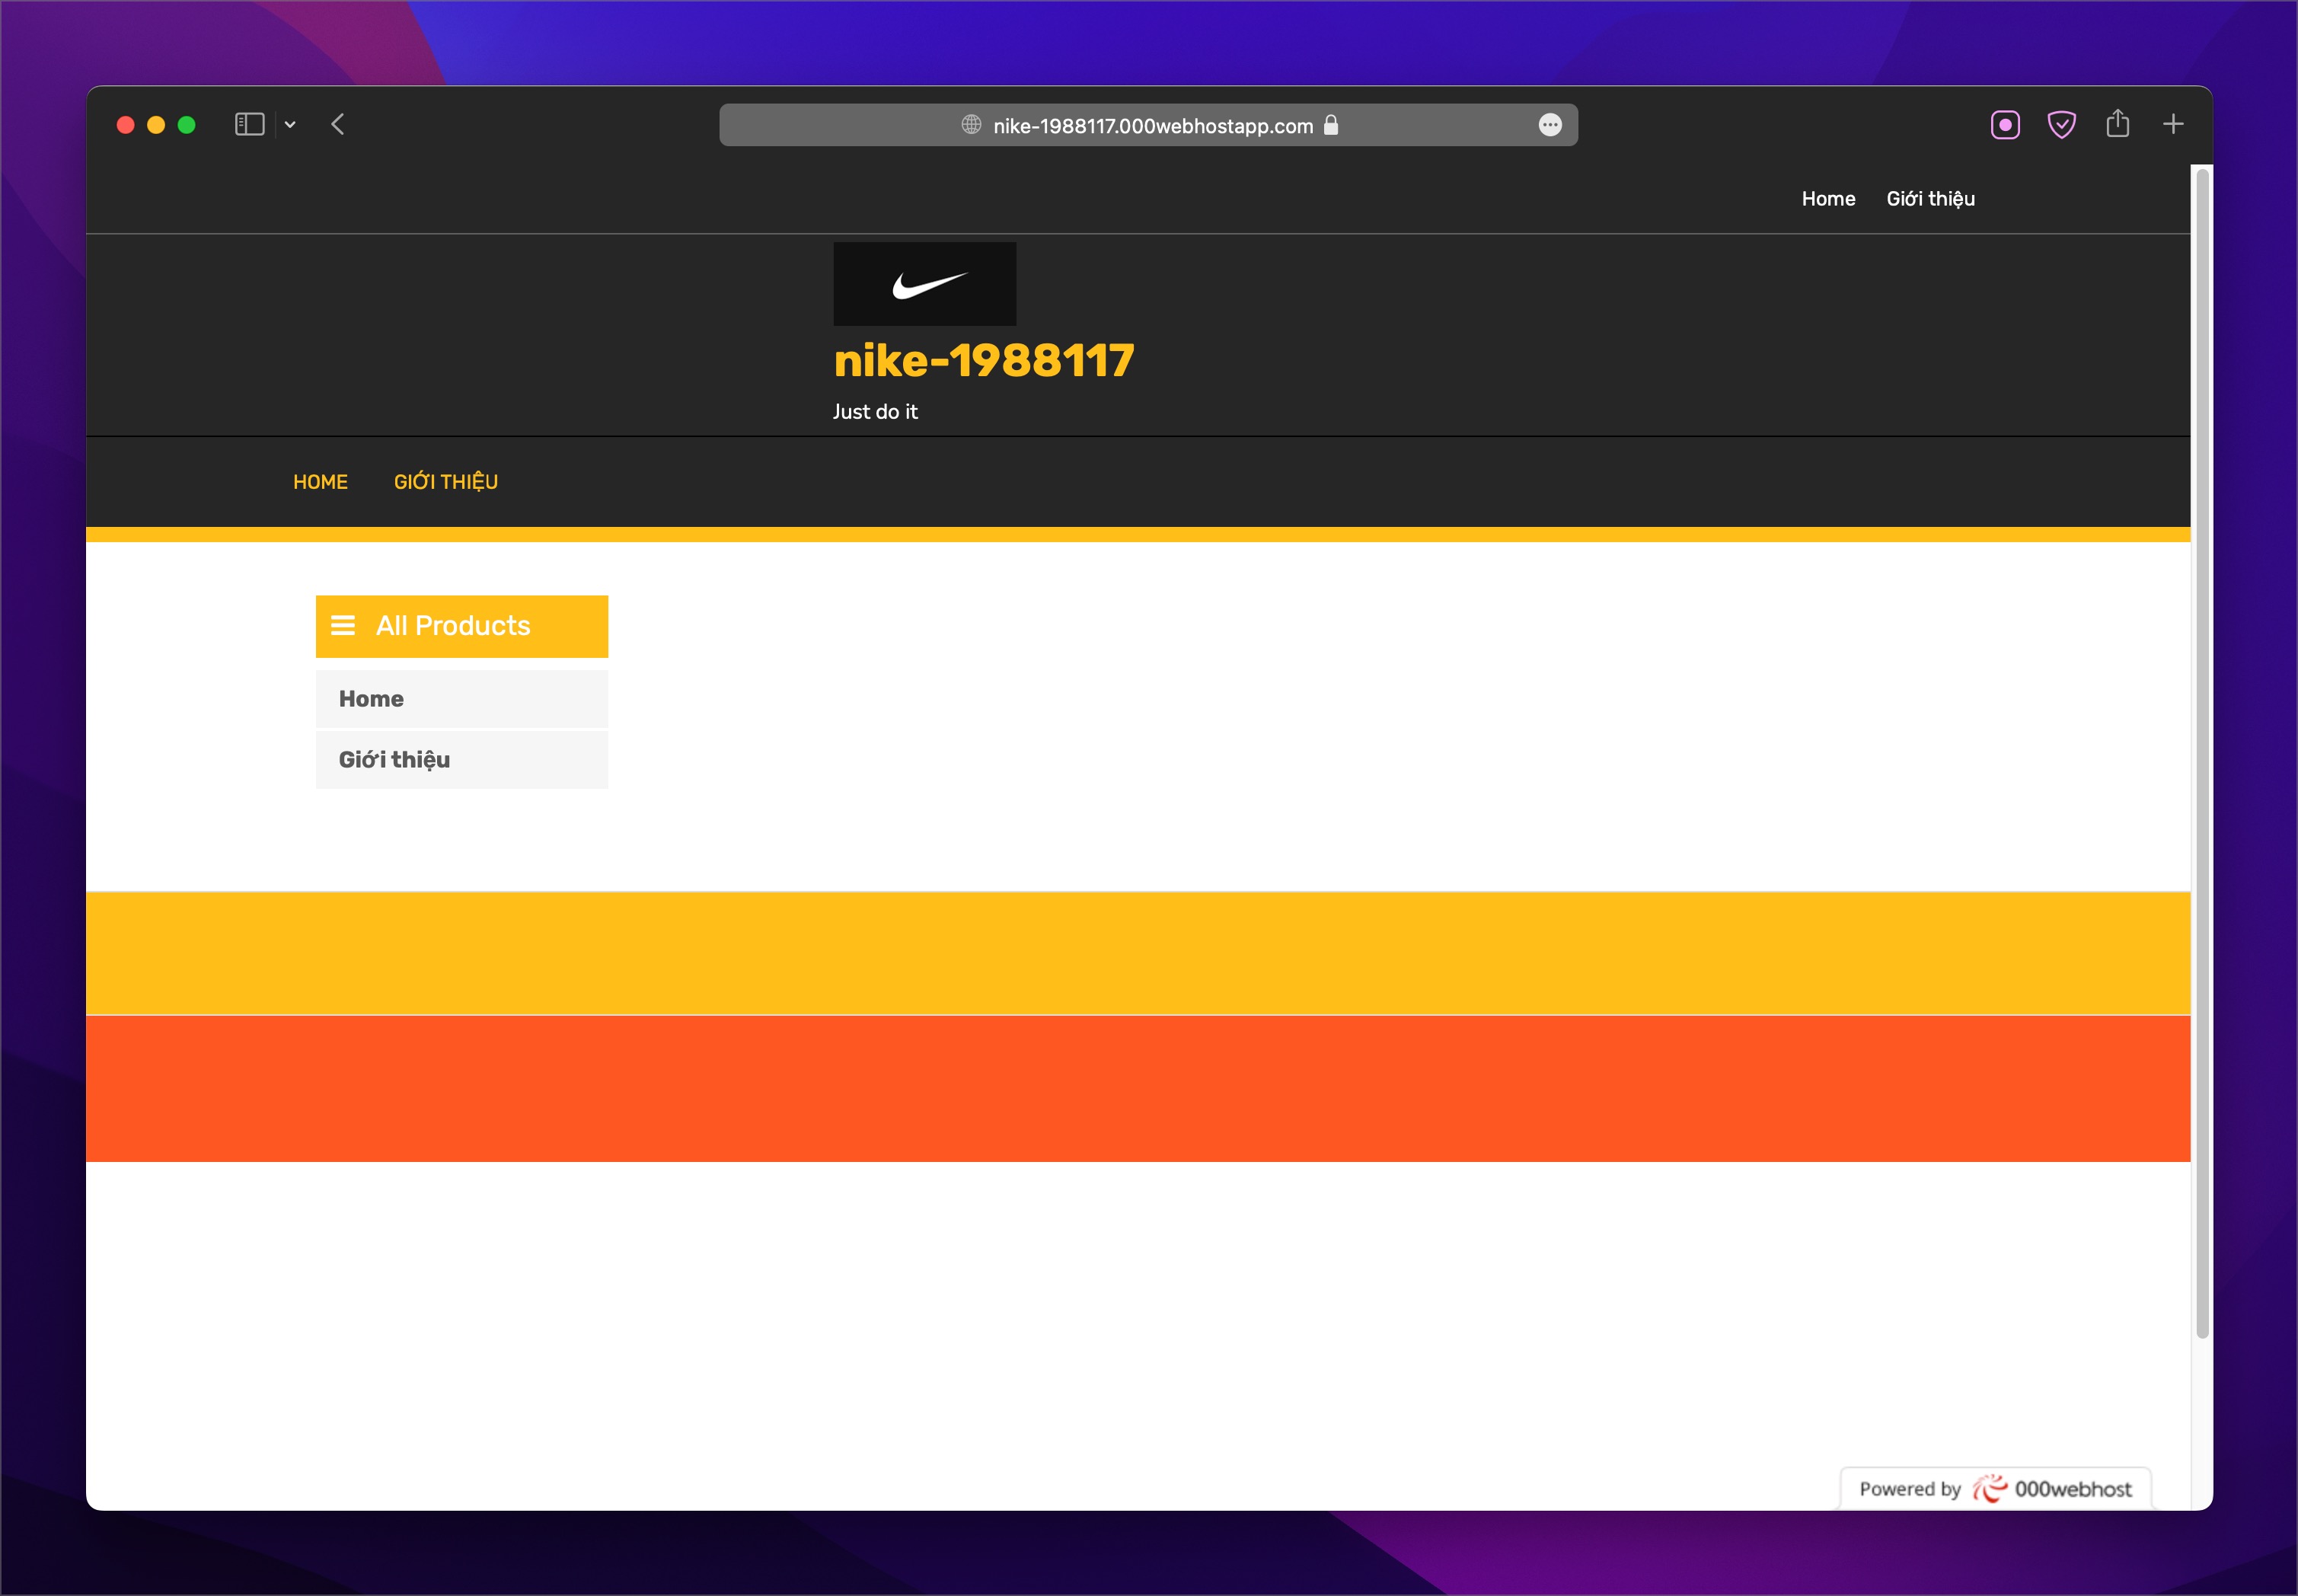 nike-1988117.000webhostapp.com
Home Giới thiệu
nike-1988117
Just do it
HOME GIỚI THIỆU
All Products
Home
Giới thiệu
Powered by 000webhost